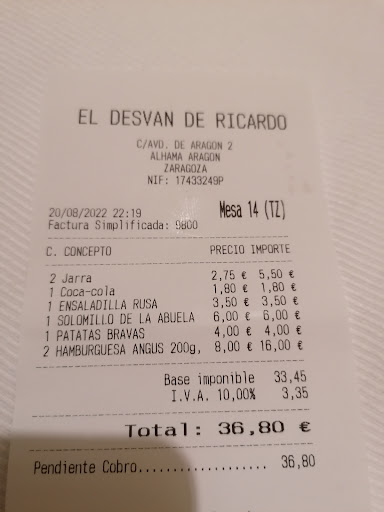 EL DESVAN DE RICARDO
C/AVD. DE ARAGON 2
ALHAMA ARAGON
ZARAGOZA
NIF: 17433249P
20/08/2022 22:19 Mesa 14 (TZ)
Factura Simplificada: 9800
C. CONCEPTO PRECIO IMPORTE
2 Jarra 2,75 € 5,50 €
1 Coca-cola 1,80 € 1,80 €
1 ENSALADILLA RUSA 3,50 € 3,50 €
1 SOLOMILLO DE LA ABUELA 6,00 € 6,00 €
1 PATATAS BRAVAS 4,00 € 4,00 €
2 HAMBURGUESA ANGUS 200g, 8,00 € 16,00 €
Base imponible 33,45
I.V.A. 10,00% 3,35
Total: 36,80 €
Pendiente Cobro................... 36,80